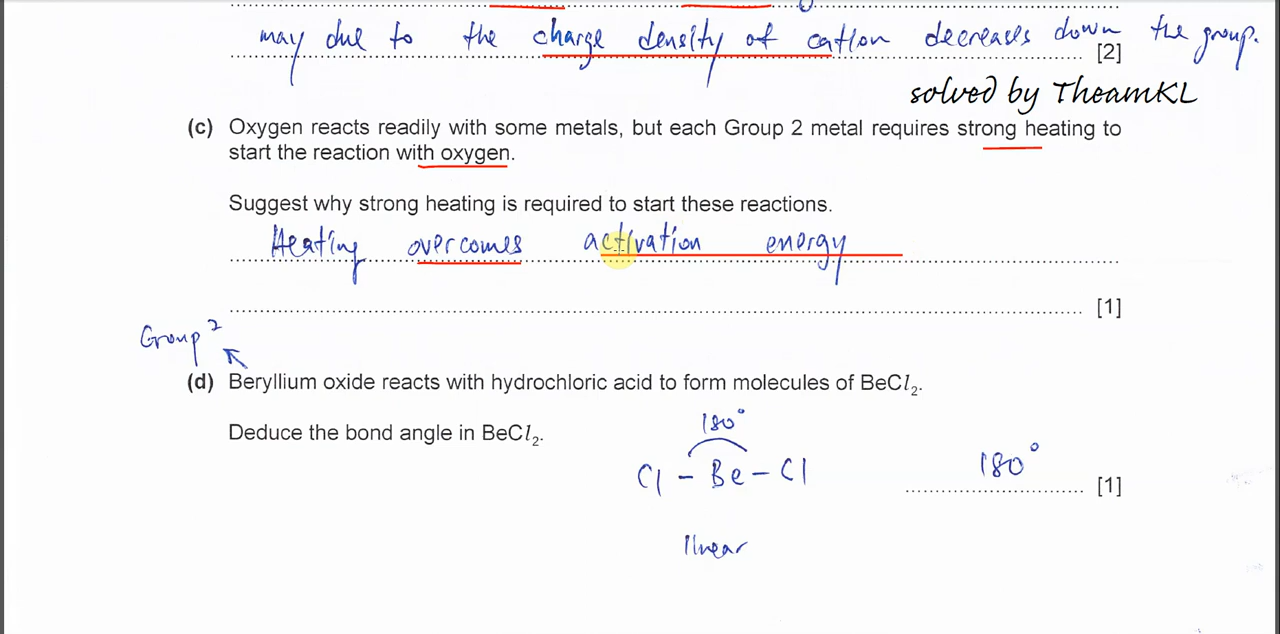 may due to the charge density of cation decreases down the group.
[2]
solved by TheamKL
(c) Oxygen reacts readily with some metals, but each Group 2 metal requires strong heating to
start the reaction with oxygen.
Suggest why strong heating is required to start these reactions.
Heating overcomes activation energy
[1]
Group 2
(d) Beryllium oxide reacts with hydrochloric acid to form molecules of BeCl₂.
180°
Deduce the bond angle in BeCl₂.
Cl – Be – Cl 180°
[1]
linear